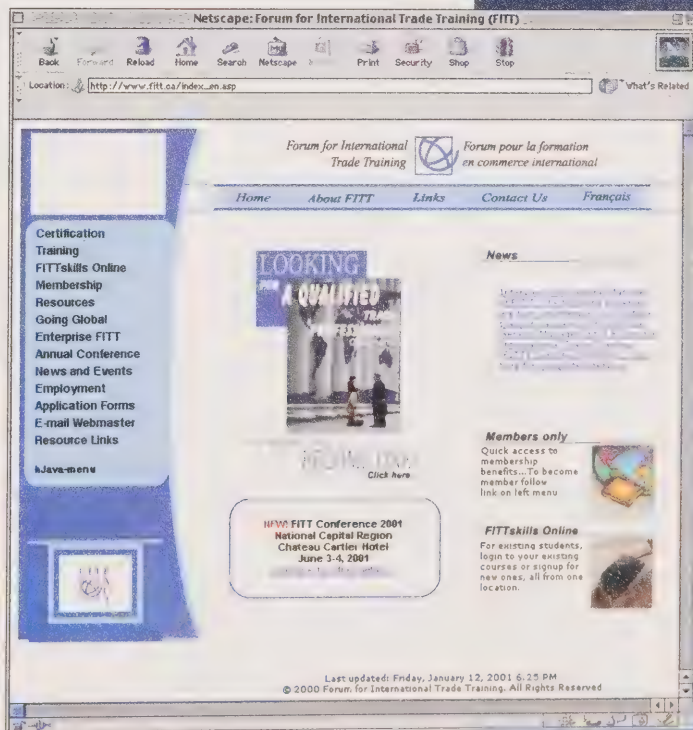 Netscape: Forum for International Trade Training (FITT)
Back Forward Reload Home Search Netscape Print Security Shop Stop
Location: http://www.fitt.ca/index_en.asp What's Related
Forum for International
Trade Training
Forum pour la formation
en commerce international
Home About FITT Links Contact Us Français
Certification
Training
FITTskills Online
Membership
Resources
Going Global
Enterprise FITT
Annual Conference
News and Events
Employment
Application Forms
E-mail Webmaster
Resource Links
hJava-menu
LOOKING
FOR A QUALIFIED
TRADE
Click here
NEW! FITT Conference 2001
National Capital Region
Chateau Cartier Hotel
June 3-4, 2001
News
Members only
Quick access to
membership
benefits...To become
member follow
link on left menu
FITTskills Online
For existing students,
login to your existing
courses or signup for
new ones, all from one
location.
Last updated: Friday, January 12, 2001 6:25 PM
© 2000 Forum for International Trade Training. All Rights Reserved